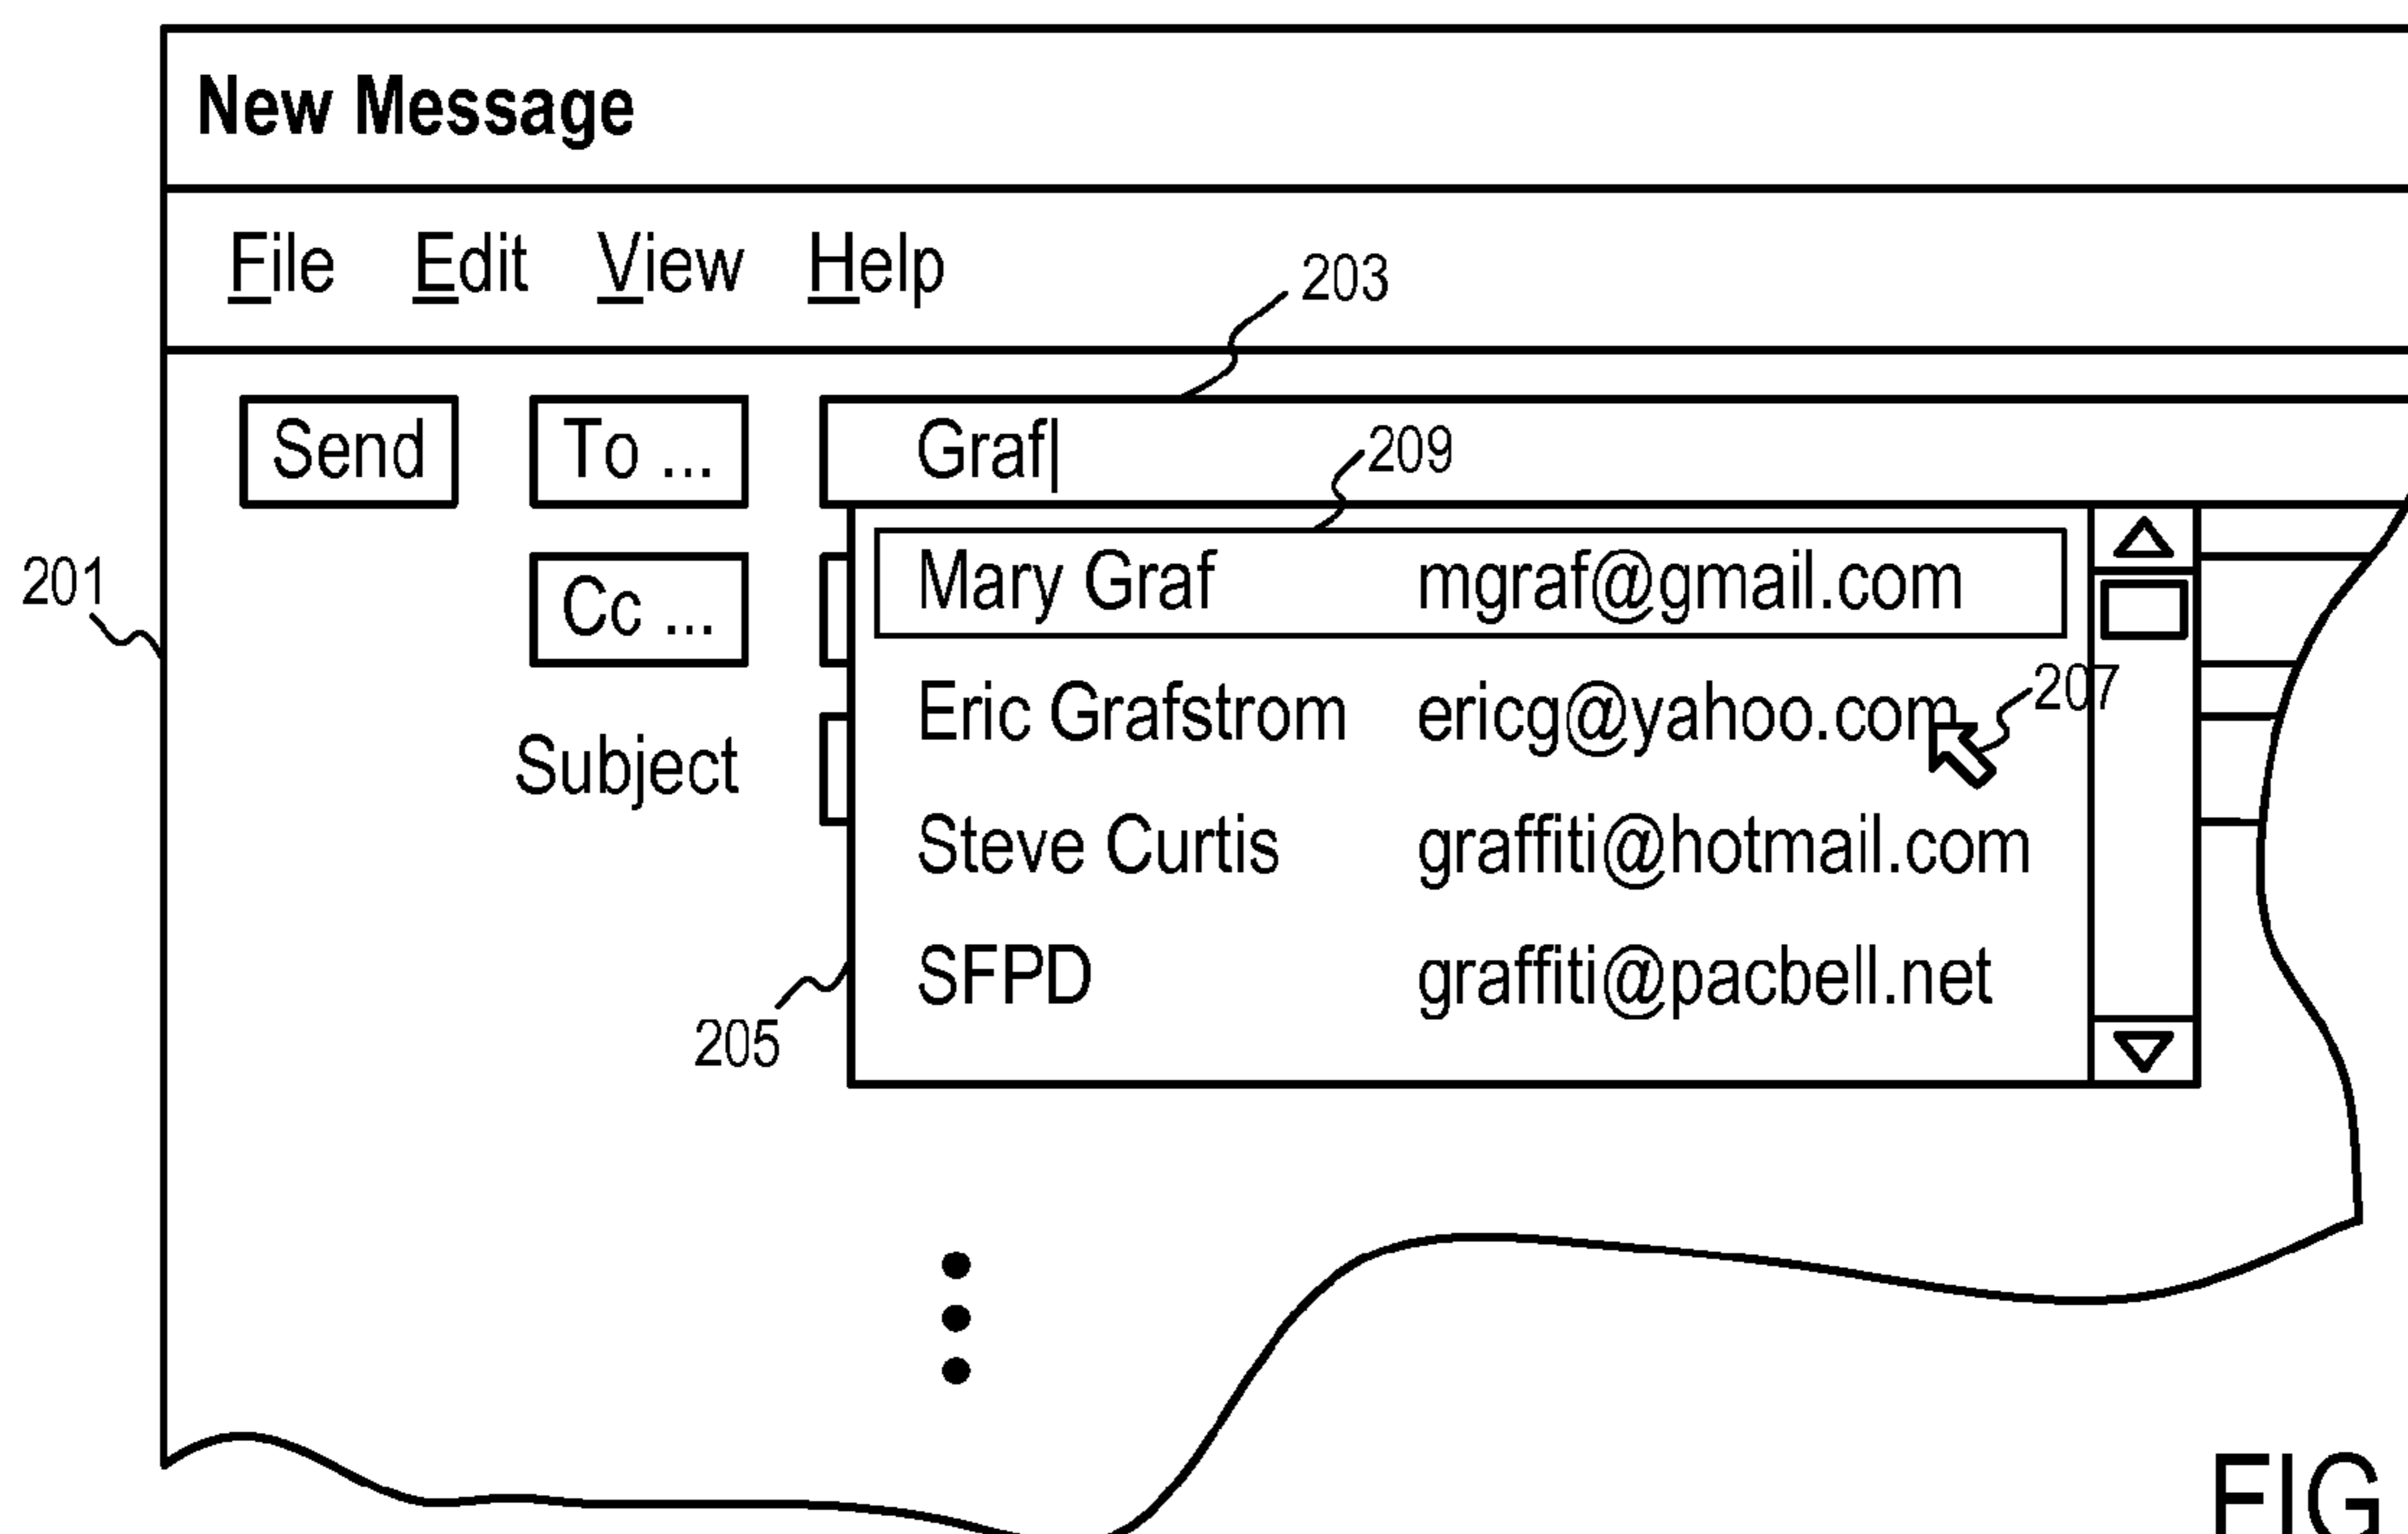 New Message
File Edit View Help
203
Send To ... Graf
209
201
Cc ... Mary Graf mgraf@gmail.com
Eric Grafstrom ericg@yahoo.com 207
Subject
Steve Curtis graffiti@hotmail.com
SFPD graffiti@pacbell.net
205
FIG